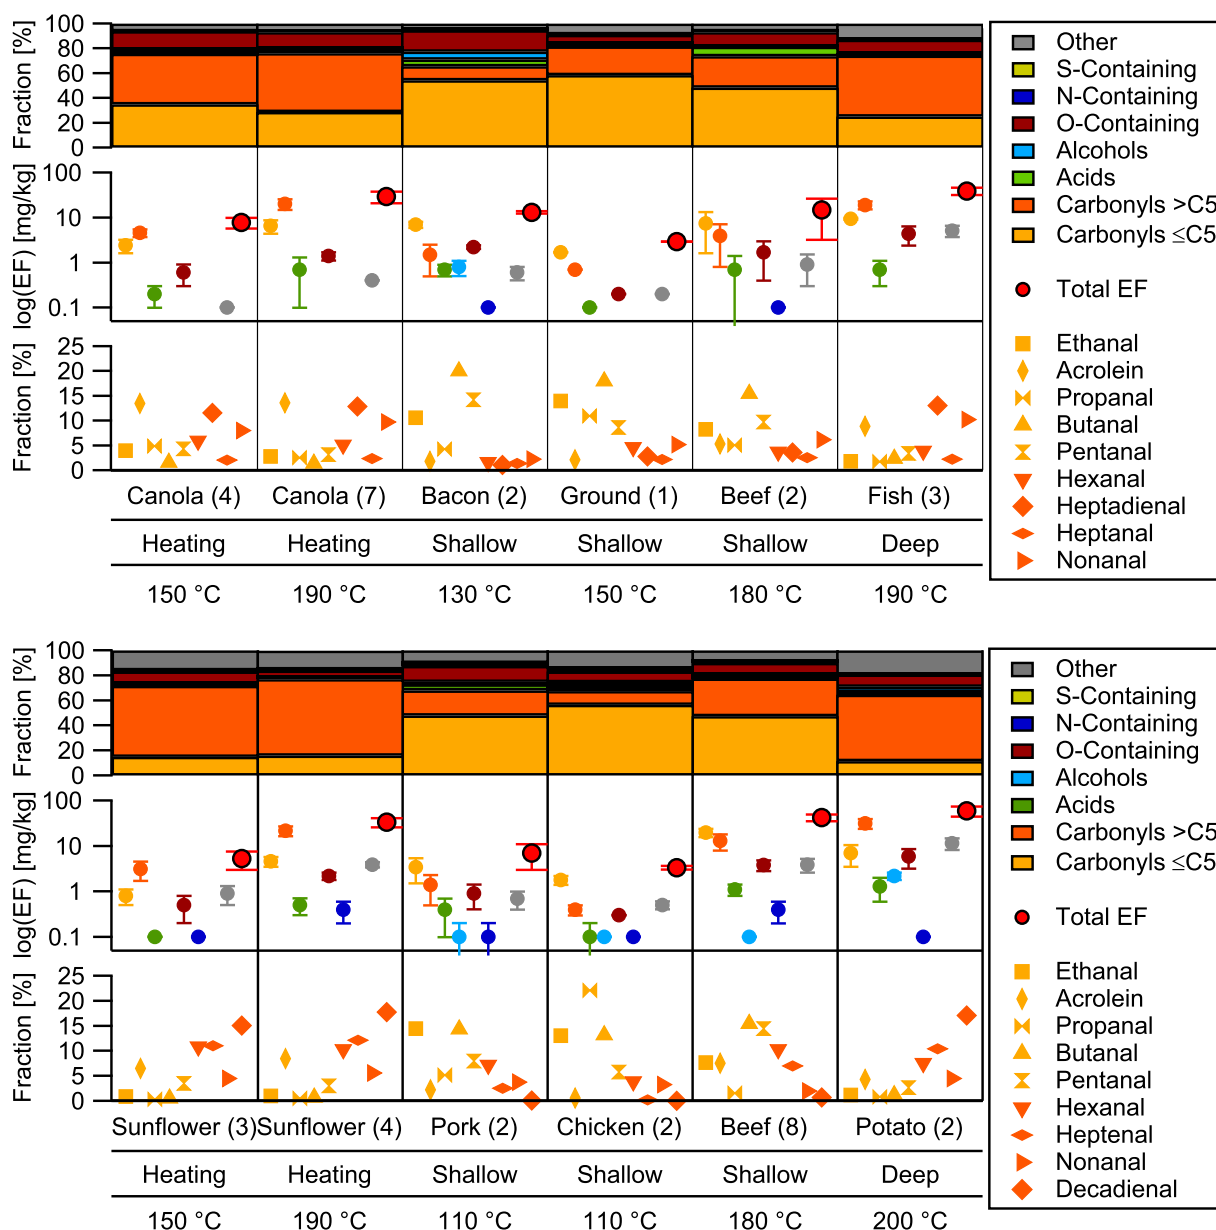 Fraction [%]
100
80
60
40
20
0
log(EF) [mg/kg]
100
10
1
0.1
Fraction [%]
25
20
15
10
5
0
Canola (4) Canola (7) Bacon (2) Ground (1) Beef (2) Fish (3)
Heating Heating Shallow Shallow Shallow Deep
150 °C 190 °C 130 °C 150 °C 180 °C 190 °C
Other
S-Containing
N-Containing
O-Containing
Alcohols
Acids
Carbonyls >C5
Carbonyls ≤C5
Total EF
Ethanal
Acrolein
Propanal
Butanal
Pentanal
Hexanal
Heptadienal
Heptanal
Nonanal
Fraction [%]
100
80
60
40
20
0
log(EF) [mg/kg]
100
10
1
0.1
Fraction [%]
25
20
15
10
5
0
Sunflower (3) Sunflower (4) Pork (2) Chicken (2) Beef (8) Potato (2)
Heating Heating Shallow Shallow Shallow Deep
150 °C 190 °C 110 °C 110 °C 180 °C 200 °C
Other
S-Containing
N-Containing
O-Containing
Alcohols
Acids
Carbonyls >C5
Carbonyls ≤C5
Total EF
Ethanal
Acrolein
Propanal
Butanal
Pentanal
Hexanal
Heptenal
Nonanal
Decadienal